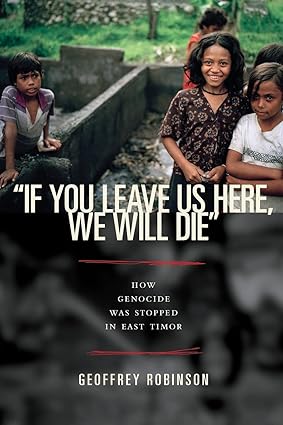 "IF YOU LEAVE US HERE,
WE WILL DIE"
HOW
GENOCIDE
WAS STOPPED
IN EAST TIMOR
GEOFFREY ROBINSON